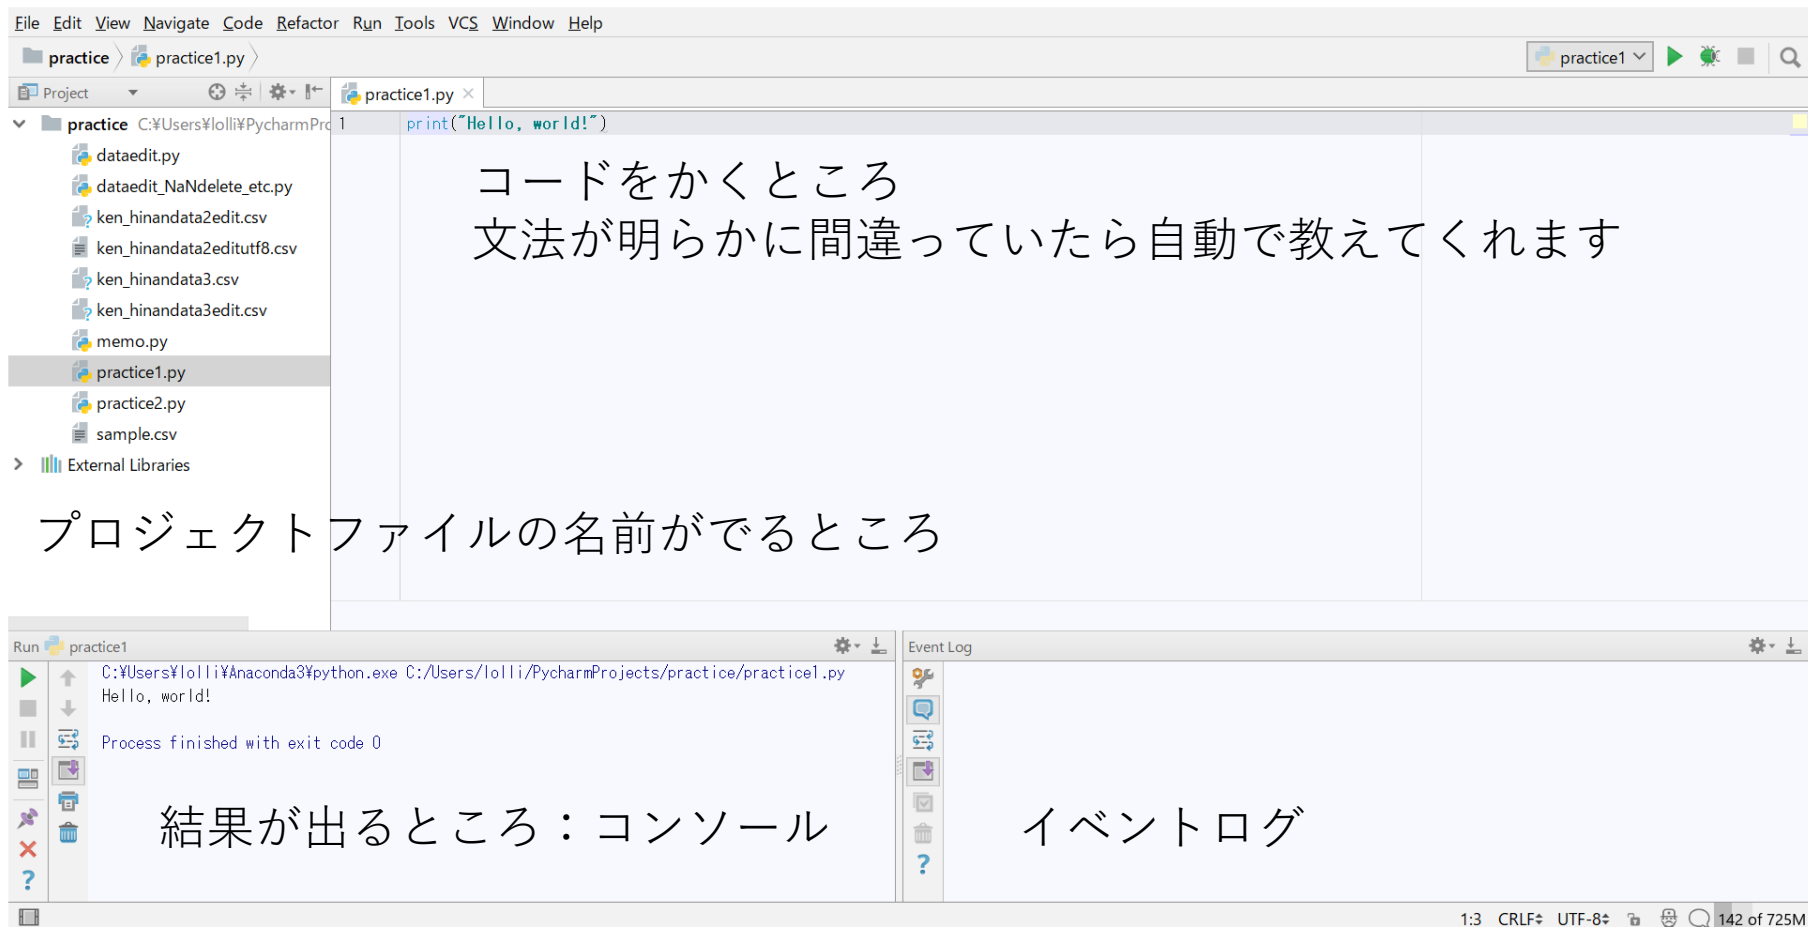 File Edit View Navigate Code Refactor Run Tools VCS Window Help
practice practice1.py
practice1
Project
practice1.py
practice C:¥Users¥lolli¥PycharmPro
1 print("Hello, world!")
dataedit.py
dataedit_NaNdelete_etc.py
ken_hinandata2edit.csv
ken_hinandata2editutf8.csv
ken_hinandata3.csv
ken_hinandata3edit.csv
memo.py
practice1.py
practice2.py
sample.csv
External Libraries
コードをかくところ
文法が明らかに間違っていたら自動で教えてくれます
プロジェクトファイルの名前がでるところ
Run practice1
C:¥Users¥lolli¥Anaconda3¥python.exe C:/Users/lolli/PycharmProjects/practice/practice1.py
Hello, world!
Process finished with exit code 0
結果が出るところ：コンソール
Event Log
イベントログ
1:3 CRLF UTF-8 142 of 725M